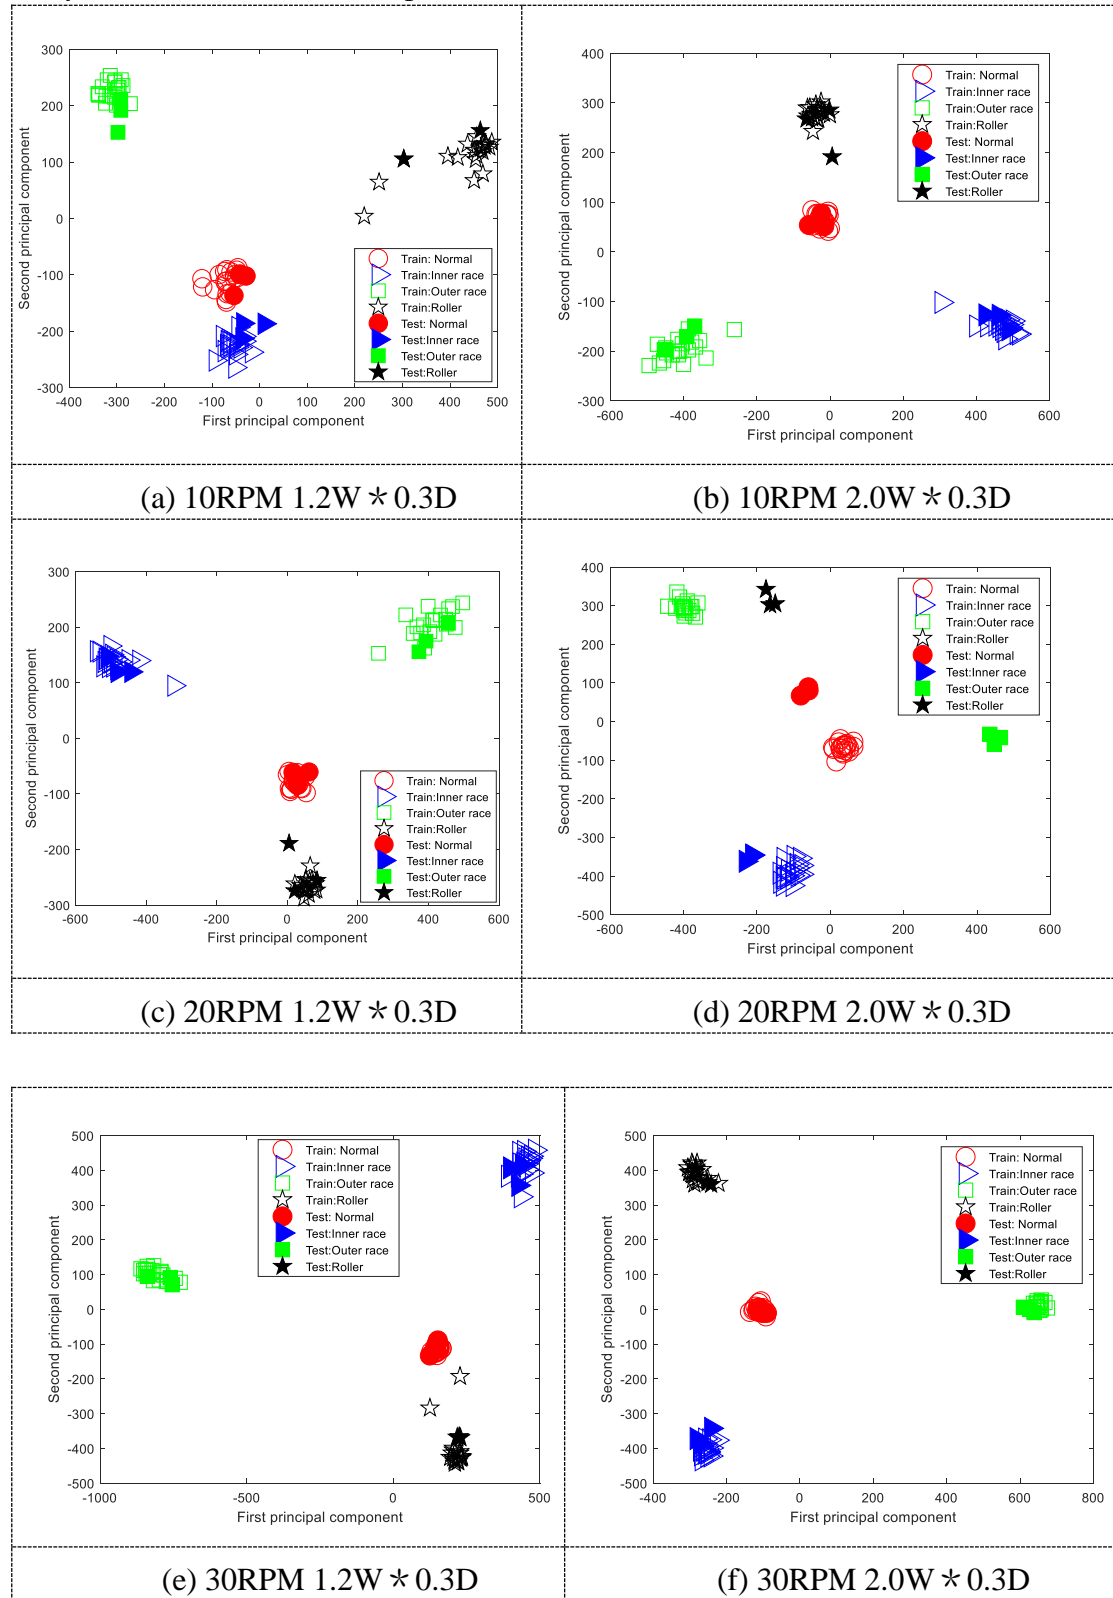 300
200
100
0
-100
-200
-300
-400
-300
-200
-100
0
100
200
300
400
500
Second principal component
First principal component
Train: Normal
Train:Inner race
Train:Outer race
Train:Roller
Test: Normal
Test:Inner race
Test:Outer race
Test:Roller
400
300
200
100
0
-100
-200
-300
-600
-400
-200
0
200
400
600
Second principal component
First principal component
Train: Normal
Train:Inner race
Train:Outer race
Train:Roller
Test: Normal
Test:Inner race
Test:Outer race
Test:Roller
(a) 10RPM 1.2W * 0.3D
(b) 10RPM 2.0W * 0.3D
300
200
100
0
-100
-200
-300
-600
-400
-200
0
200
400
600
Second principal component
First principal component
Train: Normal
Train:Inner race
Train:Outer race
Train:Roller
Test: Normal
Test:Inner race
Test:Outer race
Test:Roller
400
300
200
100
0
-100
-200
-300
-400
-500
-600
-400
-200
0
200
400
600
Second principal component
First principal component
Train: Normal
Train:Inner race
Train:Outer race
Train:Roller
Test: Normal
Test:Inner race
Test:Outer race
Test:Roller
(c) 20RPM 1.2W * 0.3D
(d) 20RPM 2.0W * 0.3D
500
400
300
200
100
0
-100
-200
-300
-400
-500
-1000
-500
0
500
Second principal component
First principal component
Train: Normal
Train:Inner race
Train:Outer race
Train:Roller
Test: Normal
Test:Inner race
Test:Outer race
Test:Roller
500
400
300
200
100
0
-100
-200
-300
-400
-500
-400
-200
0
200
400
600
800
Second principal component
First principal component
Train: Normal
Train:Inner race
Train:Outer race
Train:Roller
Test: Normal
Test:Inner race
Test:Outer race
Test:Roller
(e) 30RPM 1.2W * 0.3D
(f) 30RPM 2.0W * 0.3D